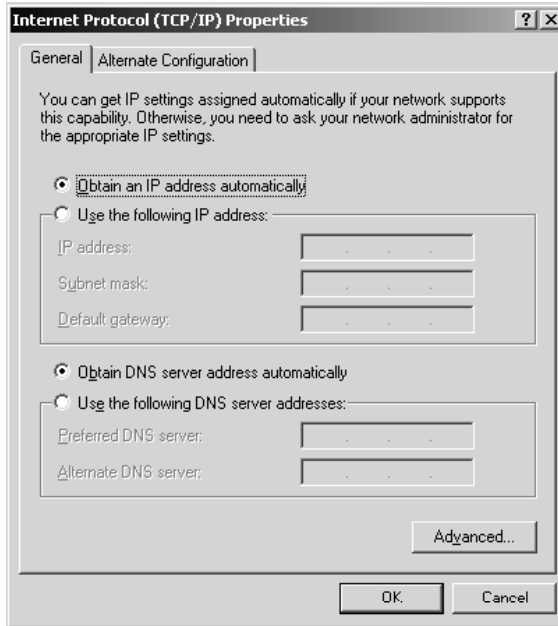 Internet Protocol (TCP/IP) Properties
? X
General
Alternate Configuration
You can get IP settings assigned automatically if your network supports
this capability. Otherwise, you need to ask your network administrator for
the appropriate IP settings.
Obtain an IP address automatically
Use the following IP address:
IP address:
Subnet mask:
Default gateway:
Obtain DNS server address automatically
Use the following DNS server addresses:
Preferred DNS server:
Alternate DNS server:
Advanced...
OK Cancel